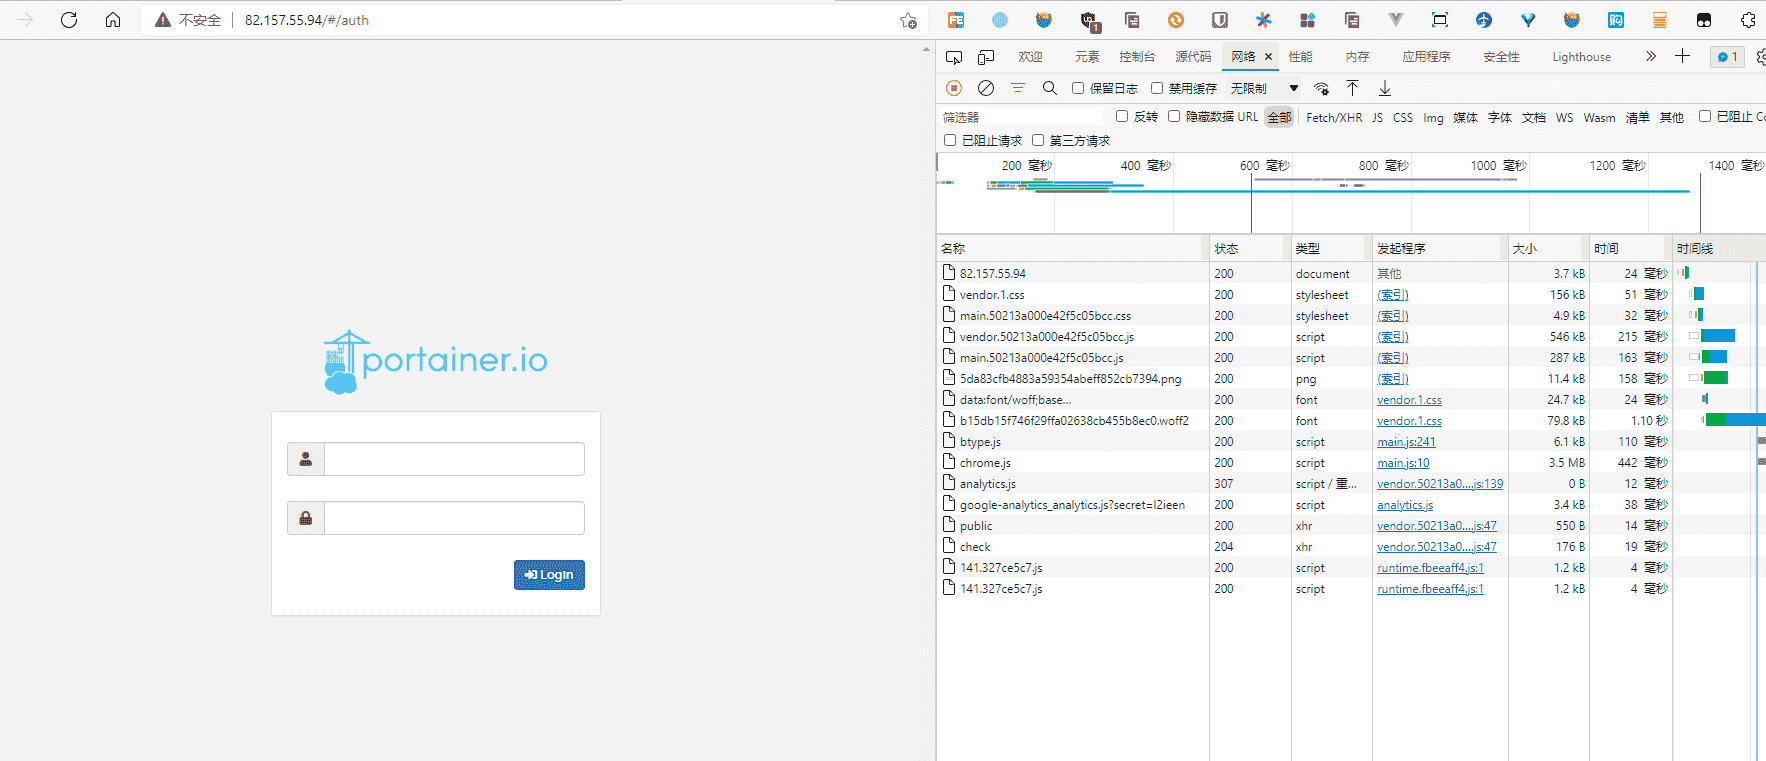 不安全 82.157.55.94/#/auth
1
欢迎 元素 控制台 源代码 网络 性能 内存 应用程序 安全性 Lighthouse 1
保留日志 禁用缓存 无限制
筛选器 反转 隐藏数据 URL 全部 Fetch/XHR JS CSS Img 媒体 字体 文档 WS Wasm 清单 其他 已阻止 Co
已阻止请求 第三方请求
200 毫秒 400 毫秒 600 毫秒 800 毫秒 1000 毫秒 1200 毫秒 1400 毫秒
名称 状态 类型 发起程序 大小 时间 时间线
82.157.55.94 200 document 其他 3.7 kB 24 毫秒
vendor.1.css 200 stylesheet (索引) 156 kB 51 毫秒
main.50213a000e42f5c05bcc.css 200 stylesheet (索引) 4.9 kB 32 毫秒
vendor.50213a000e42f5c05bcc.js 200 script (索引) 546 kB 215 毫秒
main.50213a000e42f5c05bcc.js 200 script (索引) 287 kB 163 毫秒
5da83cfb4883a59354abeff852cb7394.png 200 png (索引) 11.4 kB 158 毫秒
data:font/woff;base... 200 font vendor.1.css 24.7 kB 24 毫秒
b15db15f746f29ffa02638cb455b8ec0.woff2 200 font vendor.1.css 79.8 kB 1.10 秒
btype.js 200 script main.js:241 6.1 kB 110 毫秒
chrome.js 200 script main.js:10 3.5 MB 442 毫秒
analytics.js 307 script / 重... vendor.50213a0....js:139 0 B 12 毫秒
google-analytics_analytics.js?secret=l2ieen 200 script analytics.js 3.4 kB 38 毫秒
public 200 xhr vendor.50213a0....js:47 550 B 14 毫秒
check 204 xhr vendor.50213a0....js:47 176 B 19 毫秒
141.327ce5c7.js 200 script runtime.fbeeaff4.js:1 1.2 kB 4 毫秒
141.327ce5c7.js 200 script runtime.fbeeaff4.js:1 1.2 kB 4 毫秒
portainer.io
Login